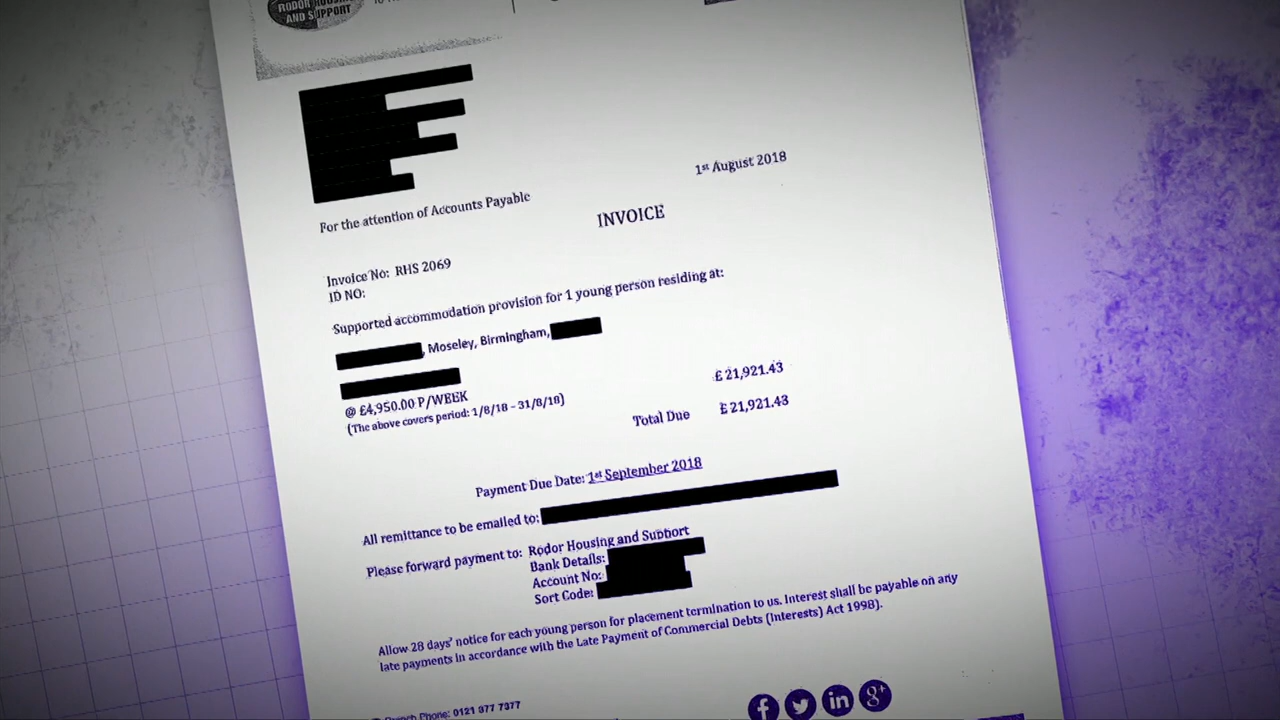 RODOR HOUSING
AND SUPPORT
1st August 2018
For the attention of Accounts Payable
INVOICE
Invoice No: RHS 2069
ID NO:
Supported accommodation provision for 1 young person residing at:
, Moseley, Birmingham,
@ £4,950.00 P/WEEK
£ 21,921.43
(The above covers period: 1/8/18 - 31/8/18)
Total Due £ 21,921.43
Payment Due Date: 1st September 2018
All remittance to be emailed to:
Please forward payment to: Rodor Housing and Support
Bank Details:
Account No:
Sort Code:
Allow 28 days' notice for each young person for placement termination to us. Interest shall be payable on any
late payments in accordance with the Late Payment of Commercial Debts (Interests) Act 1998).
Phone: 0121 377 7377
f in g+